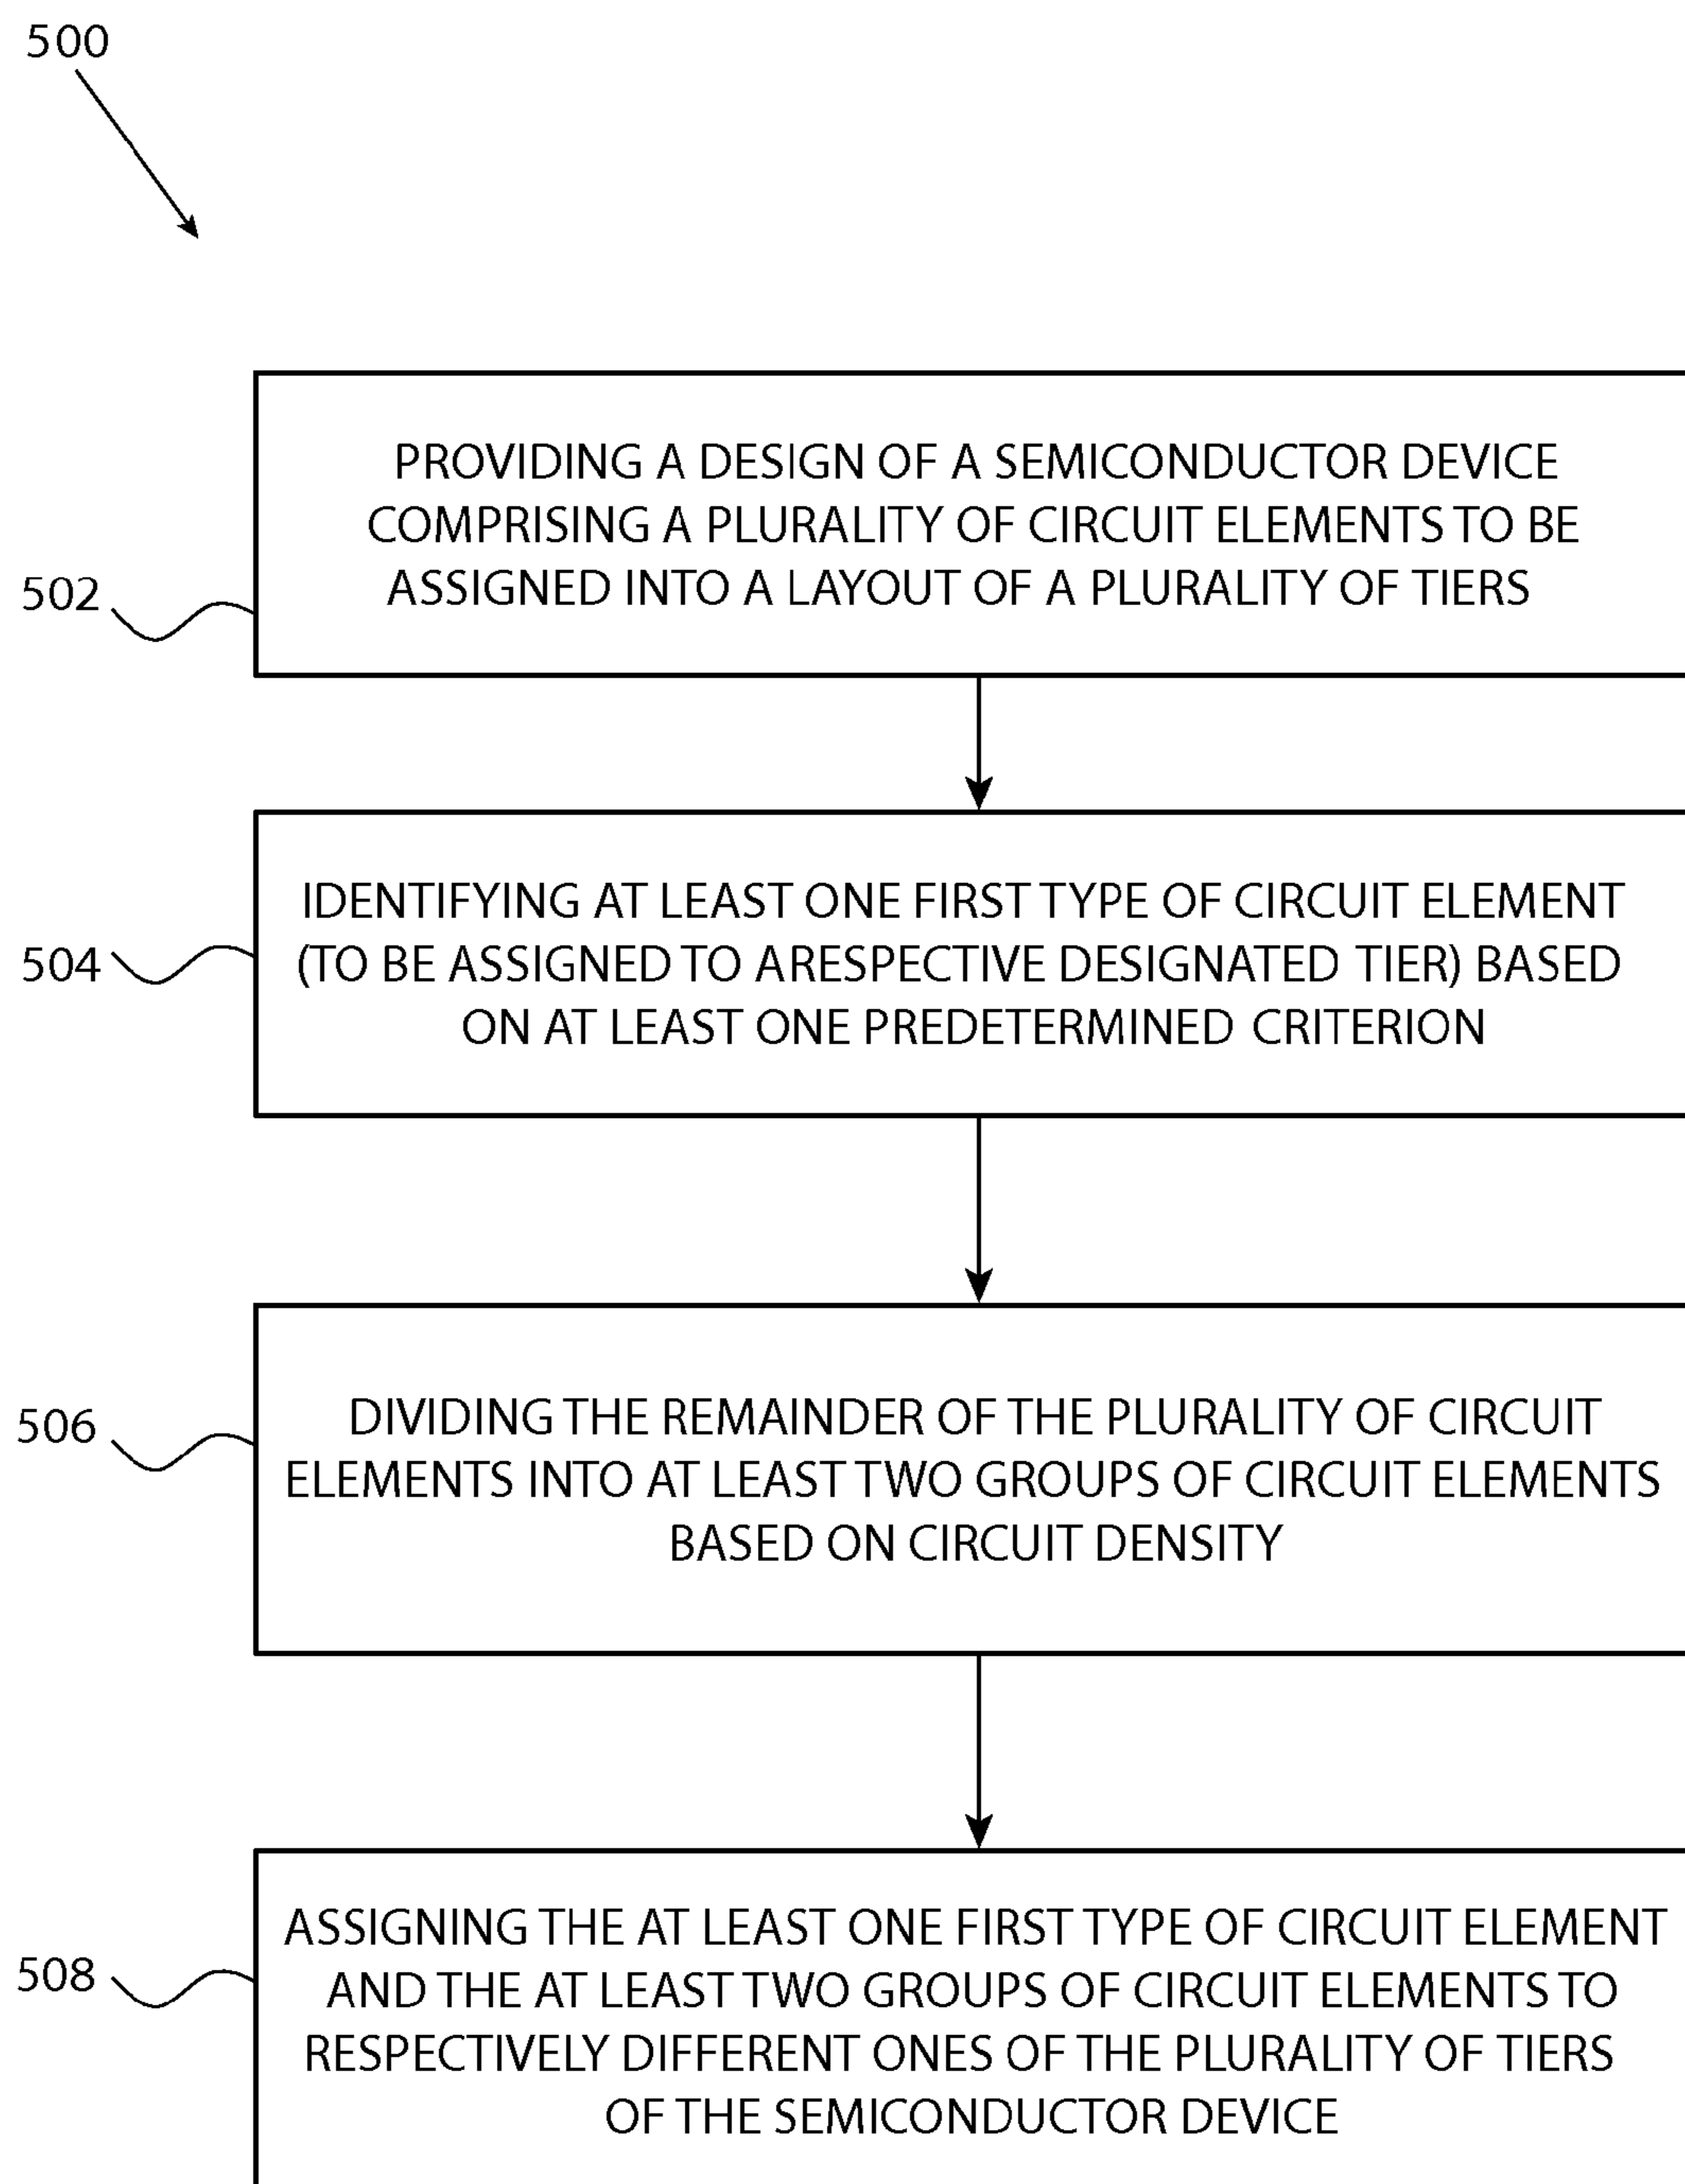 500
PROVIDING A DESIGN OF A SEMICONDUCTOR DEVICE
COMPRISING A PLURALITY OF CIRCUIT ELEMENTS TO BE
ASSIGNED INTO A LAYOUT OF A PLURALITY OF TIERS
502
IDENTIFYING AT LEAST ONE FIRST TYPE OF CIRCUIT ELEMENT
(TO BE ASSIGNED TO ARESPECTIVE DESIGNATED TIER) BASED
ON AT LEAST ONE PREDETERMINED CRITERION
504
DIVIDING THE REMAINDER OF THE PLURALITY OF CIRCUIT
ELEMENTS INTO AT LEAST TWO GROUPS OF CIRCUIT ELEMENTS
BASED ON CIRCUIT DENSITY
506
ASSIGNING THE AT LEAST ONE FIRST TYPE OF CIRCUIT ELEMENT
AND THE AT LEAST TWO GROUPS OF CIRCUIT ELEMENTS TO
RESPECTIVELY DIFFERENT ONES OF THE PLURALITY OF TIERS
OF THE SEMICONDUCTOR DEVICE
508